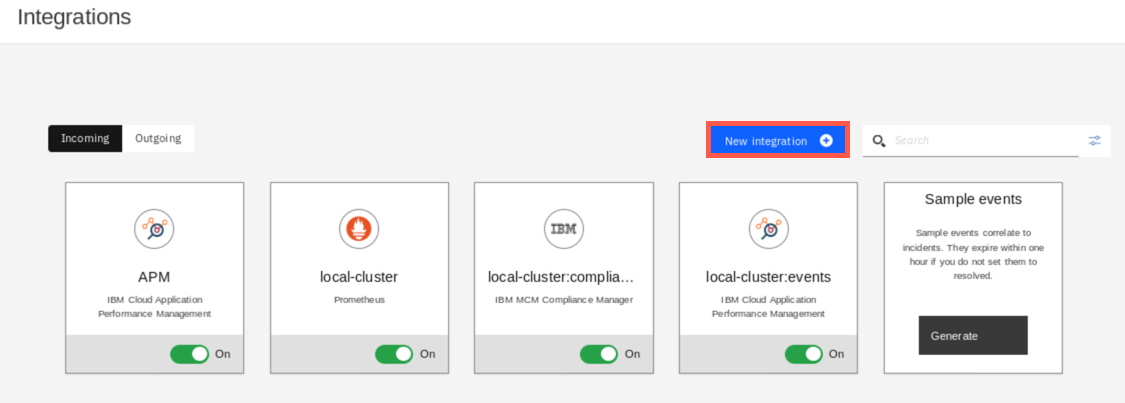 Integrations
Incoming
Outgoing
New integration
Search
APM
IBM Cloud Application
Performance Management
On
local-cluster
Prometheus
On
IBM
local-cluster:complia...
IBM MCM Compliance Manager
On
local-cluster:events
IBM Cloud Application
Performance Management
On
Sample events
Sample events correlate to
incidents. They expire within one
hour if you do not set them to
resolved.
Generate